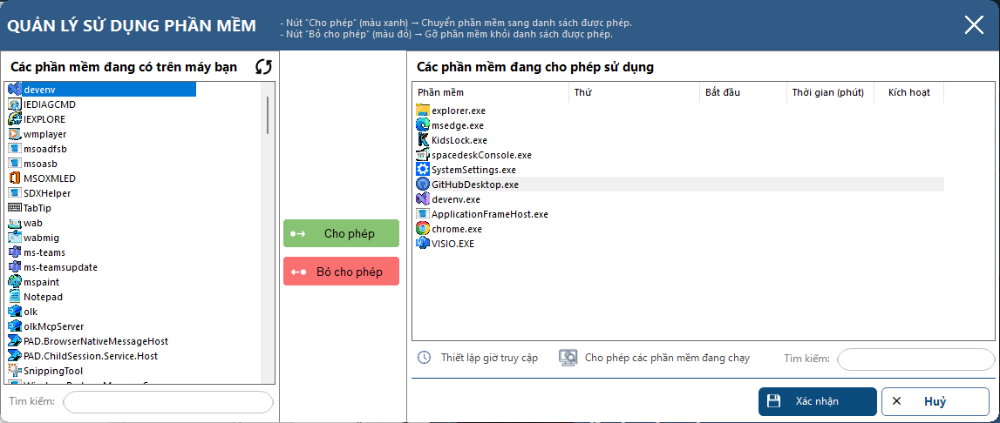 QUẢN LÝ SỬ DỤNG PHẦN MỀM
- Nút "Cho phép" (màu xanh) → Chuyển phần mềm sang danh sách được phép.
- Nút "Bỏ cho phép" (màu đỏ) → Gỡ phần mềm khỏi danh sách được phép.
Các phần mềm đang có trên máy bạn
devenv
IEDIAGCMD
IEXPLORE
wmplayer
msoadfsb
msoasb
MSOXMLED
SDXHelper
TabTip
wab
wabmig
ms-teams
ms-teamsupdate
mspaint
Notepad
olk
olkMcpServer
PAD.BrowserNativeMessageHost
PAD.ChildSession.Service.Host
SnippingTool
Tìm kiếm:
Cho phép
Bỏ cho phép
Các phần mềm đang cho phép sử dụng
Phần mềm Thứ Bắt đầu Thời gian (phút) Kích hoạt
explorer.exe
msedge.exe
KidsLock.exe
spacedeskConsole.exe
SystemSettings.exe
GitHubDesktop.exe
devenv.exe
ApplicationFrameHost.exe
chrome.exe
VISIO.EXE
Thiết lập giờ truy cập Cho phép các phần mềm đang chạy Tìm kiếm:
Xác nhận Huỷ